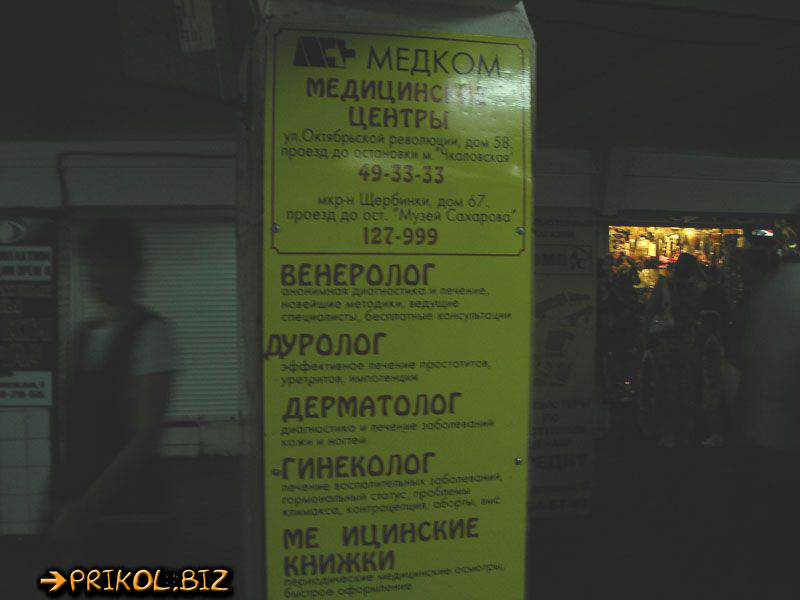 МЕДКОМ
МЕДИЦИНСКИЕ
ЦЕНТРЫ
ул.Октябрьской революции, дом 58.
проезд до остановки м."Чкаловская"
49-33-33
мкр-н Щербинки, дом 67.
проезд до ост. "Музей Сахарова"
127-999
ВЕНЕРОЛОГ
анонимная диагностика и лечение,
новейшие методики, ведущие
специалисты, бесплатные консультации
ДУРОЛОГ
эффективное лечение простатитов,
уретритов, импотенции
ДЕРМАТОЛОГ
диагностика и лечение заболеваний
кожи и ногтей
ГИНЕКОЛОГ
лечение воспалительных заболеваний,
гормональный статус, проблемы
климакса, контрацепция, аборты, вмс
МЕ ИЦИНСКИЕ
КНИЖКИ
периодические медицинские осмотры,
быстрое оформление
PRIKOL.BIZ